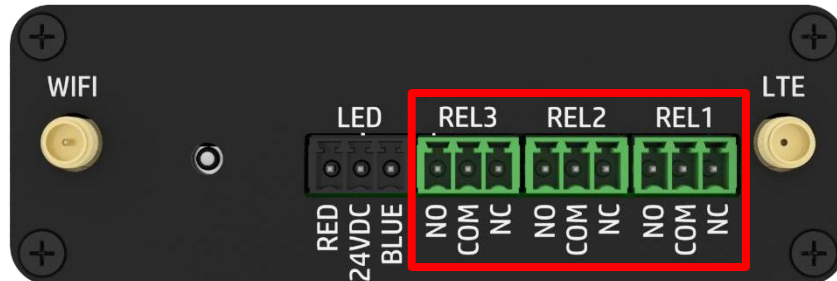 WIFI
LTE
LED
REL3
REL2
REL1
RED
24VDC
BLUE
NO
COM
NC
NO
COM
NC
NO
COM
NC